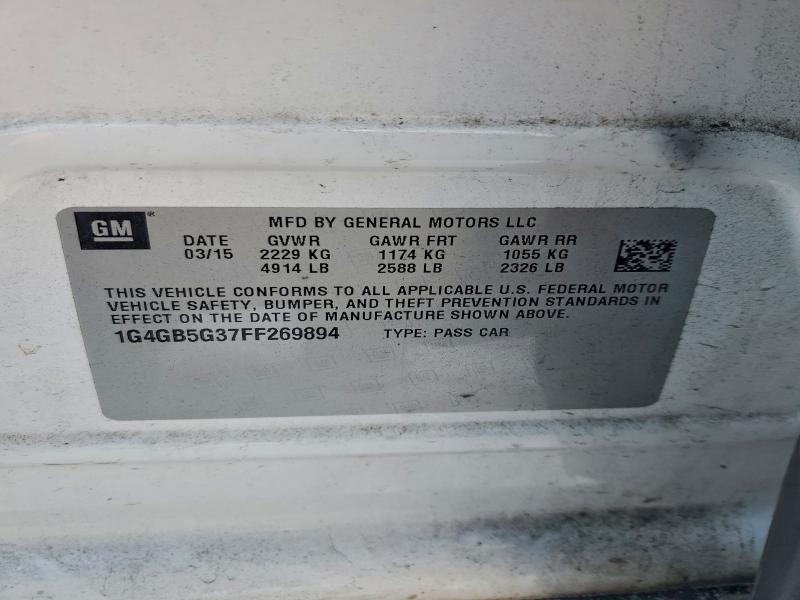 GM ®
MFD BY GENERAL MOTORS LLC
DATE GVWR GAWR FRT GAWR RR
03/15 2229 KG 1174 KG 1055 KG
4914 LB 2588 LB 2326 LB
THIS VEHICLE CONFORMS TO ALL APPLICABLE U.S. FEDERAL MOTOR
VEHICLE SAFETY, BUMPER, AND THEFT PREVENTION STANDARDS IN
EFFECT ON THE DATE OF MANUFACTURE SHOWN ABOVE.
1G4GB5G37FF269894 TYPE: PASS CAR